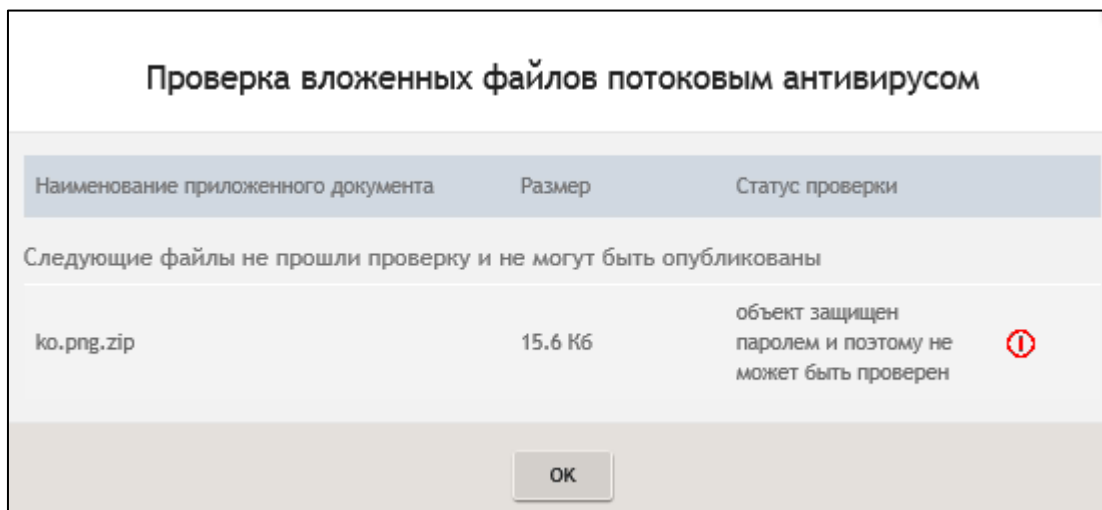 Проверка вложенных файлов потоковым антивирусом
Наименование приложенного документа Размер Статус проверки
Следующие файлы не прошли проверку и не могут быть опубликованы
ko.png.zip 15.6 Кб объект защищен
паролем и поэтому не
может быть проверен
ОК